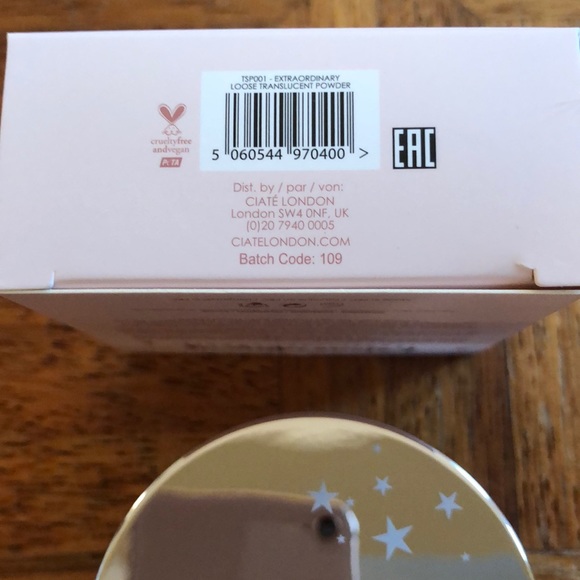 TSP001 - EXTRAORDINARY
LOOSE TRANSLUCENT POWDER
5 060544 970400 >
crueltyfree
andvegan
PETA
EAC
Dist. by / par / von:
CIATÉ LONDON
London SW4 0NF, UK
(0)20 7940 0005
CIATELONDON.COM
Batch Code: 109